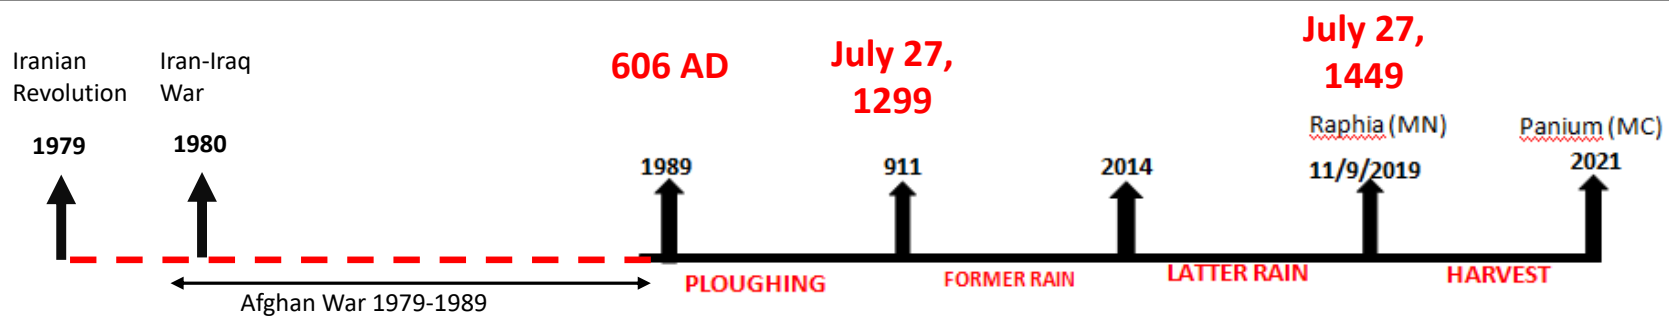 Iranian
Revolution
1979
Iran-Iraq
War
1980
606 AD
1989
July 27,
1299
911
2014
July 27,
1449
Raphia (MN)
11/9/2019
Panium (MC)
2021
Afghan War 1979-1989
PLOUGHING
FORMER RAIN
LATTER RAIN
HARVEST